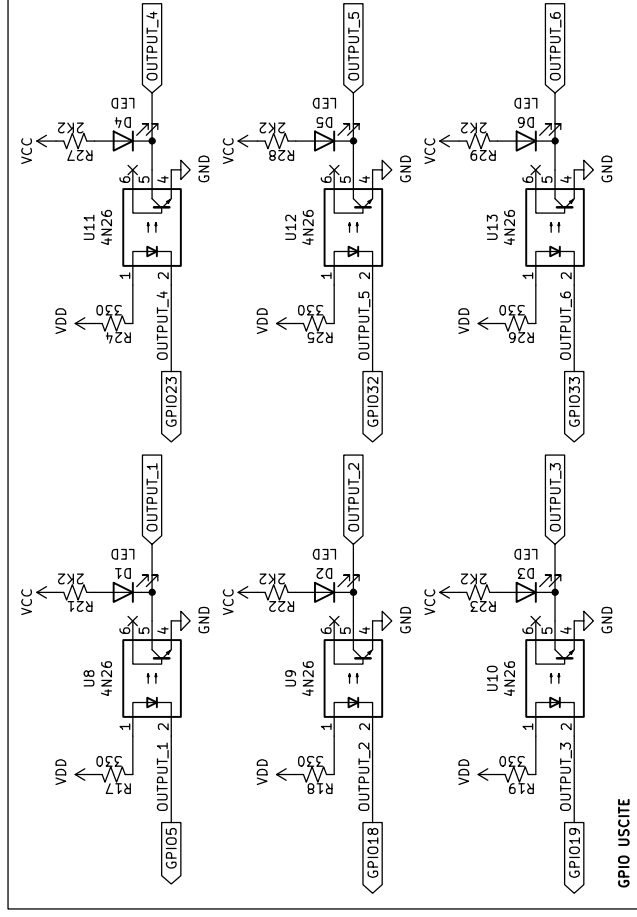 VDD
330
R17
GPIO5
OUTPUT_1
1
2
U8
4N26
6
5
4
VCC
2K2
R21
D1
LED
GND
OUTPUT_1
VDD
330
R24
GPIO23
OUTPUT_4
1
2
U11
4N26
6
5
4
VCC
2K2
R27
D4
LED
GND
OUTPUT_4
VDD
330
R18
GPIO18
OUTPUT_2
1
2
U9
4N26
6
5
4
VCC
2K2
R22
D2
LED
GND
OUTPUT_2
VDD
330
R25
GPIO32
OUTPUT_5
1
2
U12
4N26
6
5
4
VCC
2K2
R28
D5
LED
GND
OUTPUT_5
VDD
330
R19
GPIO19
OUTPUT_3
1
2
U10
4N26
6
5
4
VCC
2K2
R23
D3
LED
GND
OUTPUT_3
VDD
330
R26
GPIO33
OUTPUT_6
1
2
U13
4N26
6
5
4
VCC
2K2
R29
D6
LED
GND
OUTPUT_6
GPIO USCITE